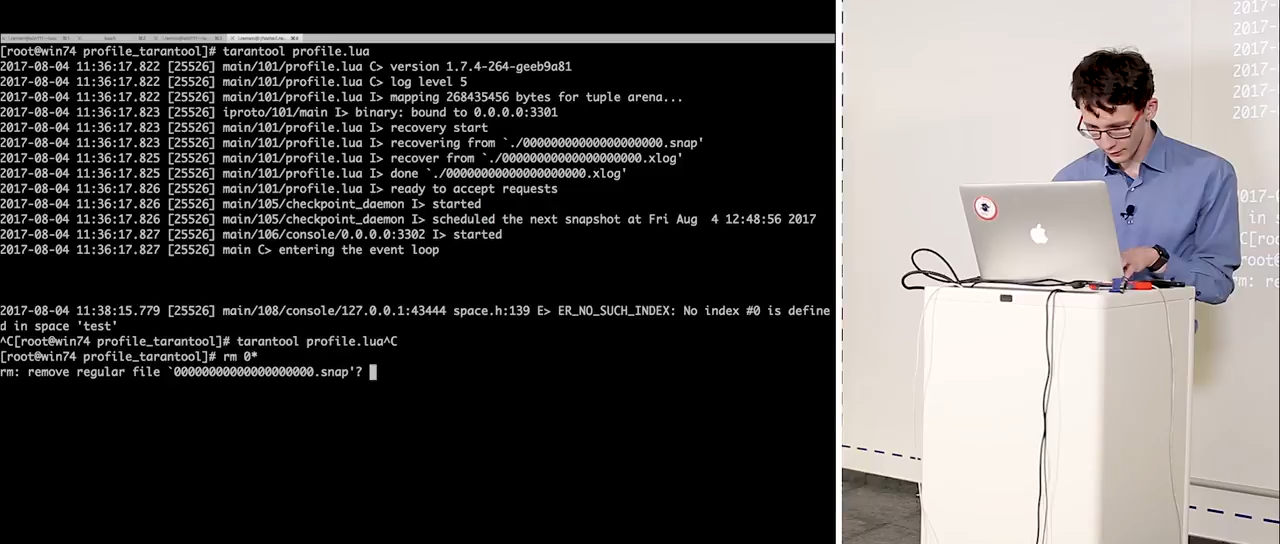 [root@win74 profile_tarantool]# tarantool profile.lua
2017-08-04 11:36:17.822 [25526] main/101/profile.lua C> version 1.7.4-264-geeb9a81
2017-08-04 11:36:17.822 [25526] main/101/profile.lua C> log level 5
2017-08-04 11:36:17.822 [25526] main/101/profile.lua I> mapping 268435456 bytes for tuple arena...
2017-08-04 11:36:17.823 [25526] iproto/101/main I> binary: bound to 0.0.0.0:3301
2017-08-04 11:36:17.823 [25526] main/101/profile.lua I> recovery start
2017-08-04 11:36:17.823 [25526] main/101/profile.lua I> recovering from `./00000000000000000000.snap'
2017-08-04 11:36:17.825 [25526] main/101/profile.lua I> recover from `./00000000000000000000.xlog'
2017-08-04 11:36:17.825 [25526] main/101/profile.lua I> done `./00000000000000000000.xlog'
2017-08-04 11:36:17.826 [25526] main/101/profile.lua I> ready to accept requests
2017-08-04 11:36:17.826 [25526] main/105/checkpoint_daemon I> started
2017-08-04 11:36:17.826 [25526] main/105/checkpoint_daemon I> scheduled the next snapshot at Fri Aug  4 12:48:56 2017
2017-08-04 11:36:17.827 [25526] main/106/console/0.0.0.0:3302 I> started
2017-08-04 11:36:17.827 [25526] main C> entering the event loop
2017-08-04 11:38:15.779 [25526] main/108/console/127.0.0.1:43444 space.h:139 E> ER_NO_SUCH_INDEX: No index #0 is define
d in space 'test'
^C[root@win74 profile_tarantool]# tarantool profile.lua^C
[root@win74 profile_tarantool]# rm 0*
rm: remove regular file `00000000000000000000.snap'?